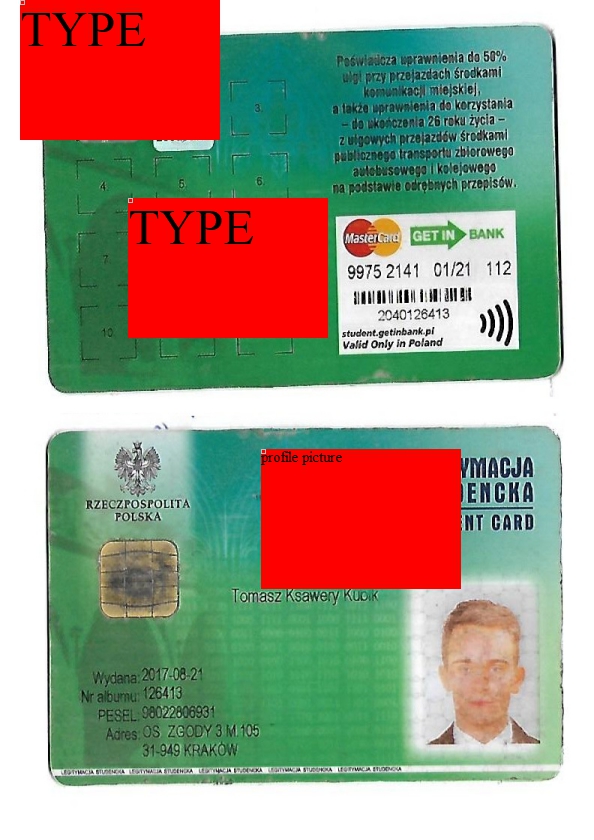 TYPE
Poświadcza uprawnienia do 50%
ulgi przy przejazdach środkami
komunikacji miejskiej,
a także uprawnienia do korzystania
– do ukończenia 26 roku życia –
z ulgowych przejazdów środkami
publicznego transportu zbiorowego
autobusowego i kolejowego
na podstawie odrębnych przepisów.
3.
4.
5.
6.
TYPE
7.
10.
MasterCard GET IN BANK
9975 2141 01/21 112
2040126413
student.getinbank.pl
Valid Only in Poland
profile picture
RZECZPOSPOLITA
POLSKA
YMACJA
DENCKA
ENT CARD
Tomasz Ksawery Kubik
Wydana: 2017-08-21
Nr albumu: 126413
PESEL: 98022806931
Adres: OS. ZGODY 3 M.105
31-949 KRAKÓW
LEGITYMACJA STUDENCKA LEGITYMACJA STUDENCKA LEGITYMACJA STUDENCKA LEGITYMACJA STUDENCKA LEGITYMACJA STUDENCKA